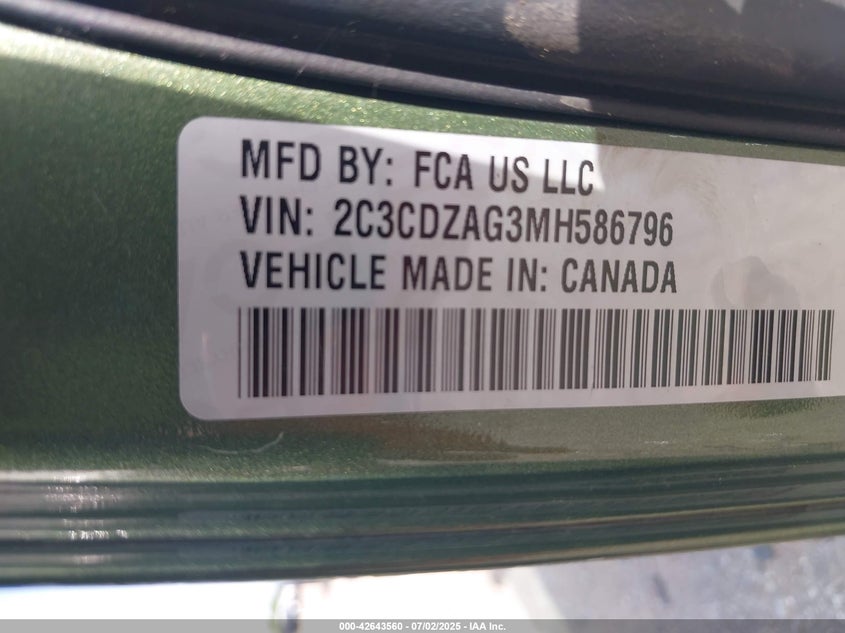 MFD BY: FCA US LLC
VIN: 2C3CDZAG3MH586796
VEHICLE MADE IN: CANADA
000-42643560 - 07/02/2025 - IAA Inc.